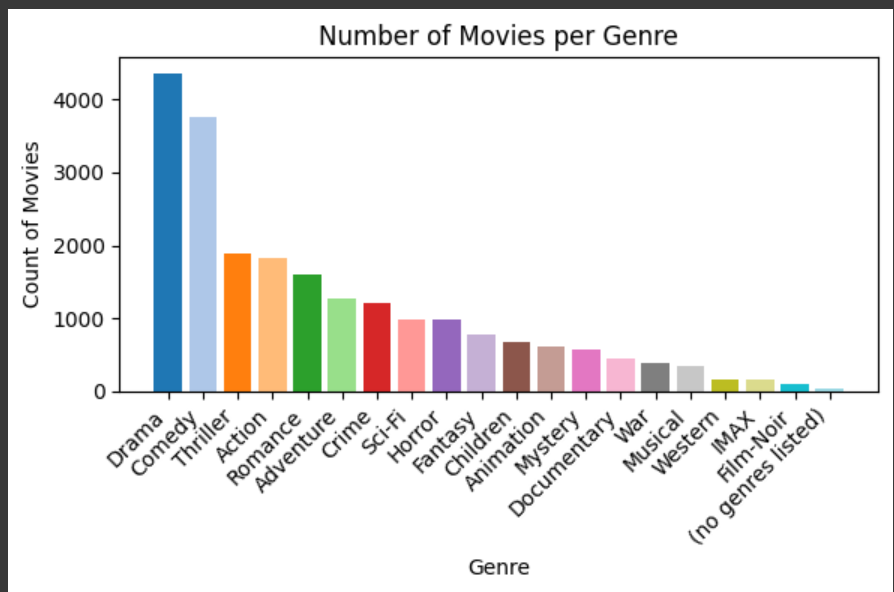 Number of Movies per Genre
Count of Movies
4000
3000
2000
1000
0
Drama
Comedy
Thriller
Action
Romance
Adventure
Crime
Sci-Fi
Horror
Fantasy
Children
Animation
Mystery
Documentary
War
Musical
Western
IMAX
Film-Noir
(no genres listed)
Genre